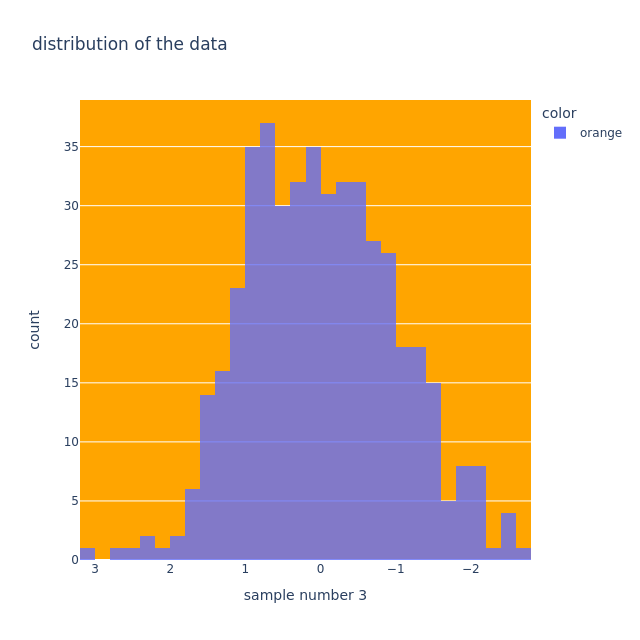 distribution of the data
color
orange
35
30
25
20
15
10
5
0
count
3 2 1 0 −1 −2
sample number 3